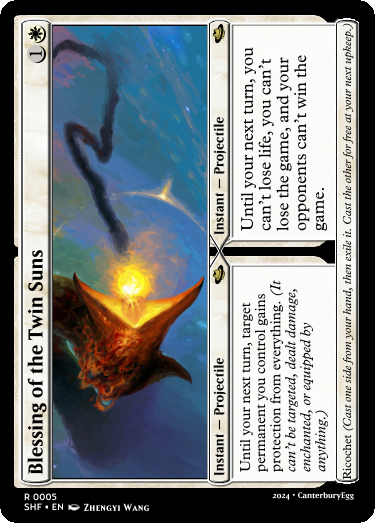 Blessing of the Twin Suns
1
Instant — Projectile
Until your next turn, target
permanent you control gains
protection from everything. (It
can't be targeted, dealt damage,
enchanted, or equipped by
anything.)
Instant — Projectile
Until your next turn, you
can't lose life, you can't
lose the game, and your
opponents can't win the
game.
Ricochet (Cast one side from your hand, then exile it. Cast the other for free at your next upkeep.)
R 0005
SHF • EN Zhengyi Wang
2024 • CanterburyEgg